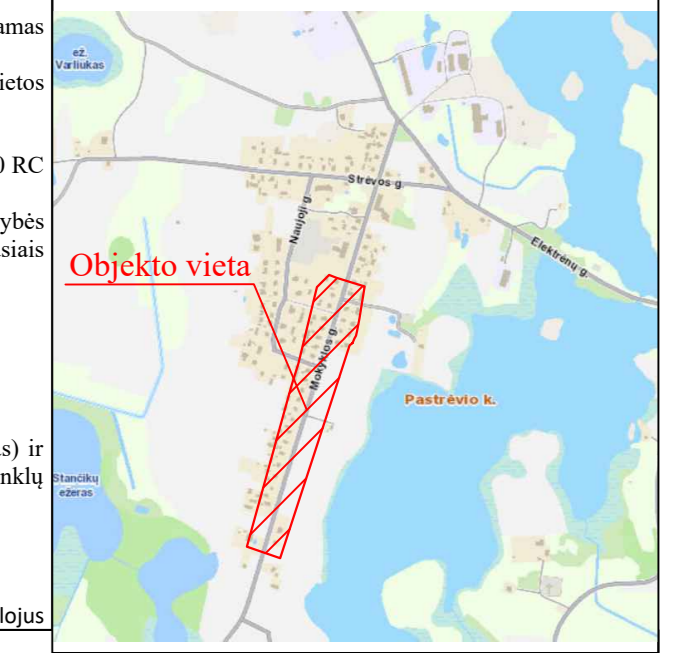 amas
ietos
0 RC
ybės
siais
s) ir
nklų
lojus
ež.
Varliukas
Strėvos g.
Naujoji g.
Elektrėnų g.
Objekto vieta
Mokyklos g.
Pastrėvio k.
Stančikų
ežeras